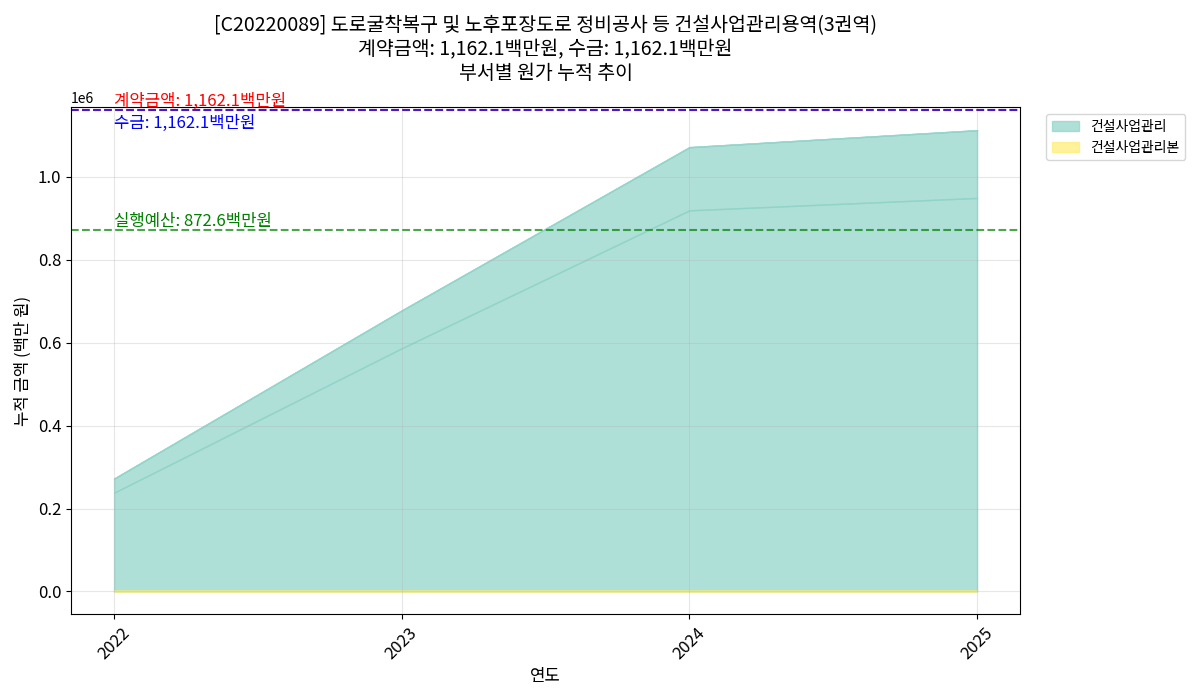 [C20220089] 도로굴착복구 및 노후포장도로 정비공사 등 건설사업관리용역(3권역)
계약금액: 1,162.1백만원, 수금: 1,162.1백만원
부서별 원가 누적 추이
1e6
계약금액: 1,162.1백만원
수금: 1,162.1백만원
실행예산: 872.6백만원
건설사업관리
건설사업관리본
1.0
0.8
0.6
0.4
0.2
0.0
누적 금액 (백만 원)
2022
2023
2024
2025
연도